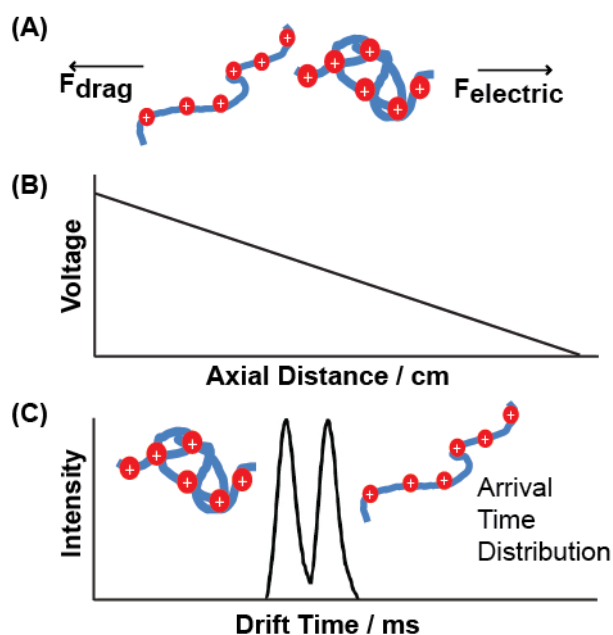 (A)
Fdrag
Felectric
(B)
Voltage
Axial Distance / cm
(C)
Intensity
Arrival
Time
Distribution
Drift Time / ms